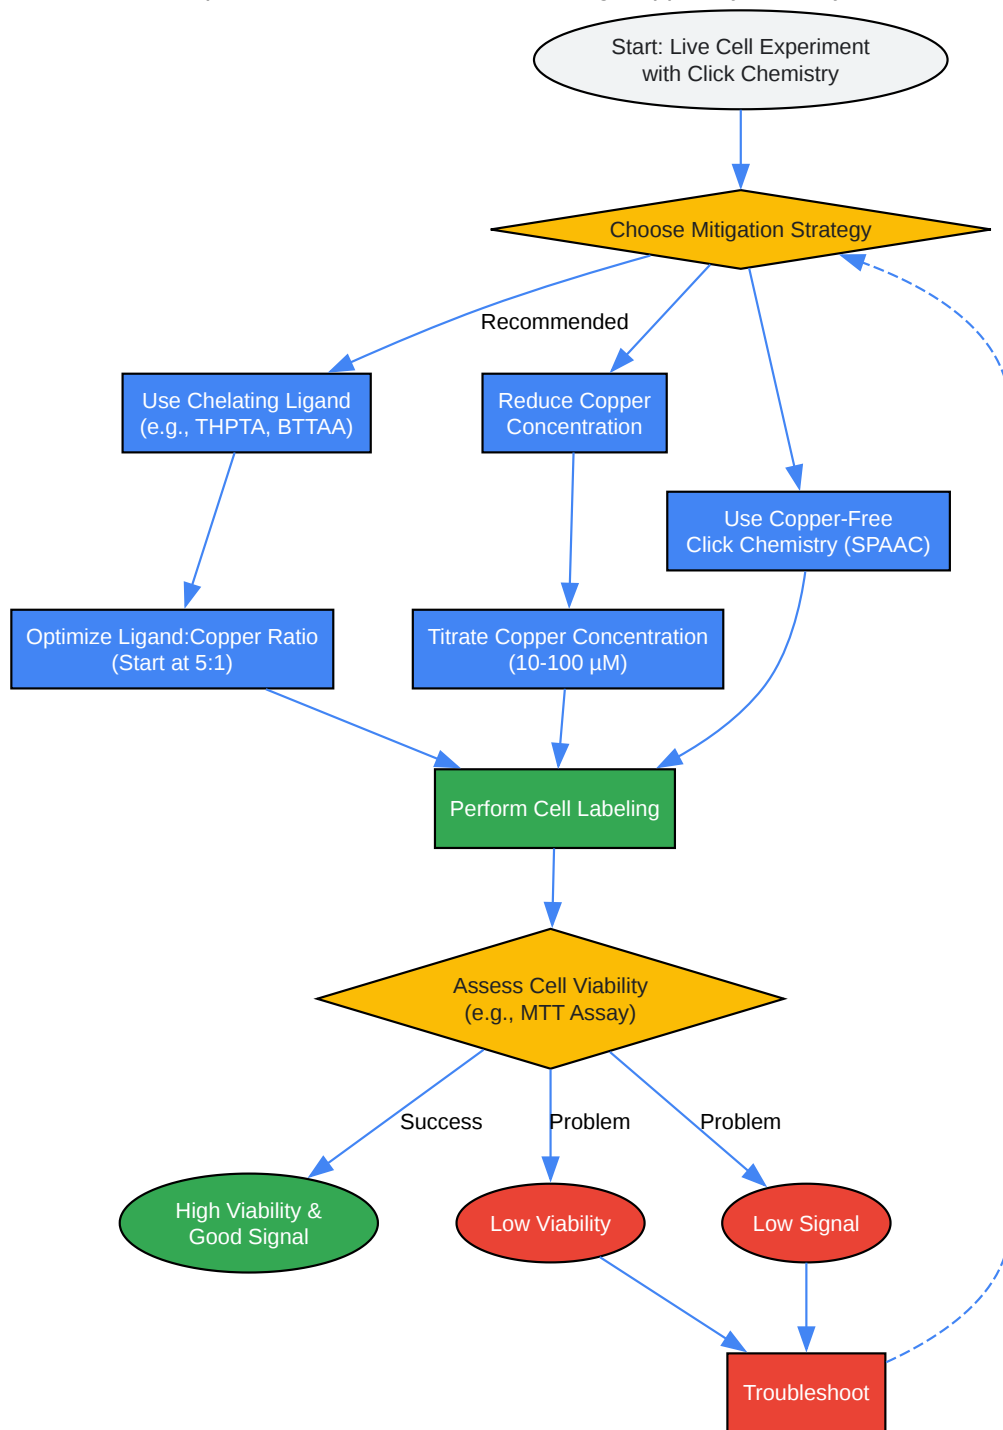 Start: Live Cell Experiment
with Click Chemistry
Choose Mitigation Strategy
Recommended
Use Chelating Ligand
(e.g., THPTA, BTTAA)
Reduce Copper
Concentration
Use Copper-Free
Click Chemistry (SPAAC)
Optimize Ligand:Copper Ratio
(Start at 5:1)
Titrate Copper Concentration
(10-100 µM)
Perform Cell Labeling
Assess Cell Viability
(e.g., MTT Assay)
Success
Problem
Problem
High Viability &
Good Signal
Low Viability
Low Signal
Troubleshoot